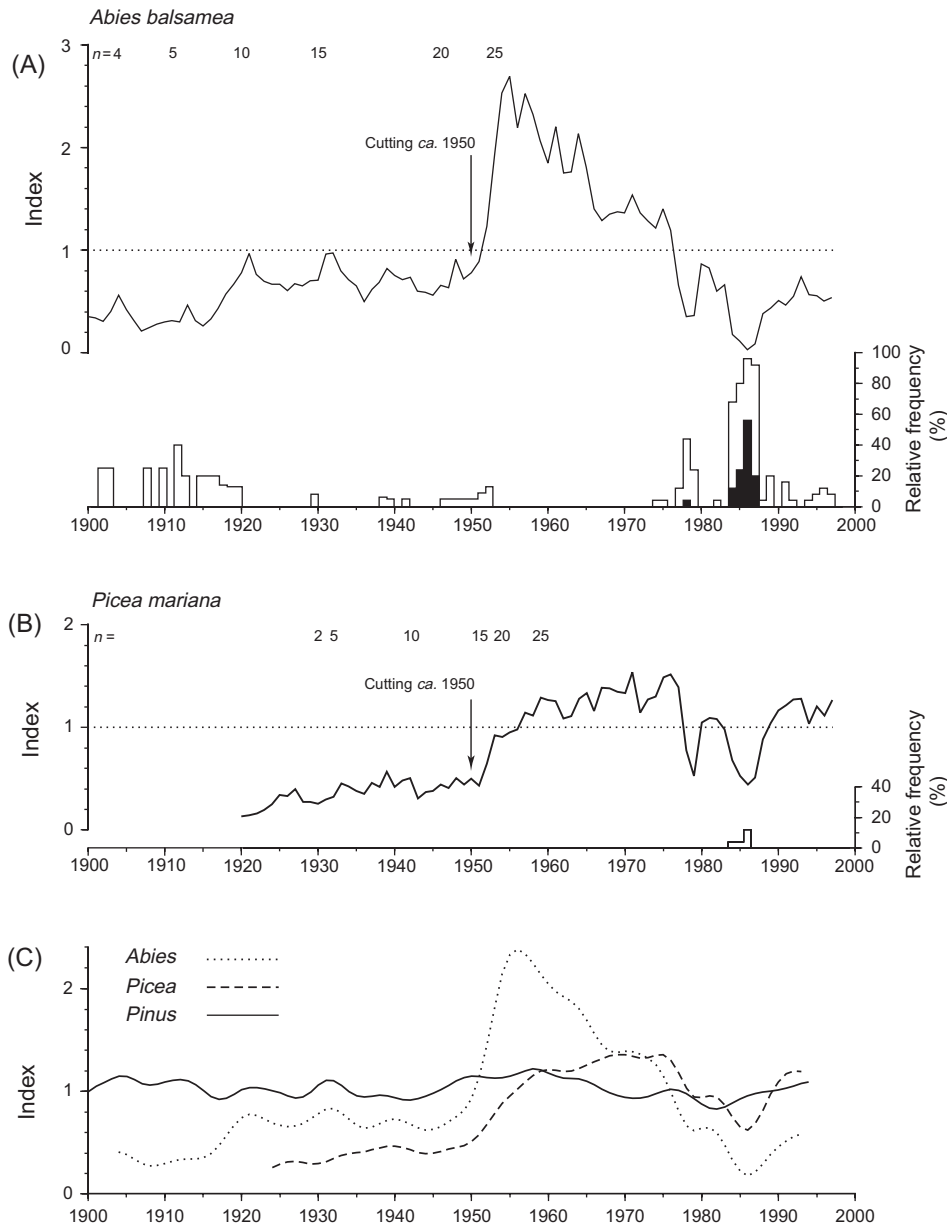 Abies balsamea
(A)
n=4 5 10 15 20 25
3
2
1
0
Index
Cutting ca. 1950
100
80
60
40
20
0
Relative frequency
(%)
1900 1910 1920 1930 1940 1950 1960 1970 1980 1990 2000
Picea mariana
(B)
n= 2 5 10 15 20 25
2
1
0
Index
Cutting ca. 1950
40
20
0
Relative frequency
(%)
1900 1910 1920 1930 1940 1950 1960 1970 1980 1990 2000
(C)
Abies
Picea
Pinus
2
1
0
Index
1900 1910 1920 1930 1940 1950 1960 1970 1980 1990 2000